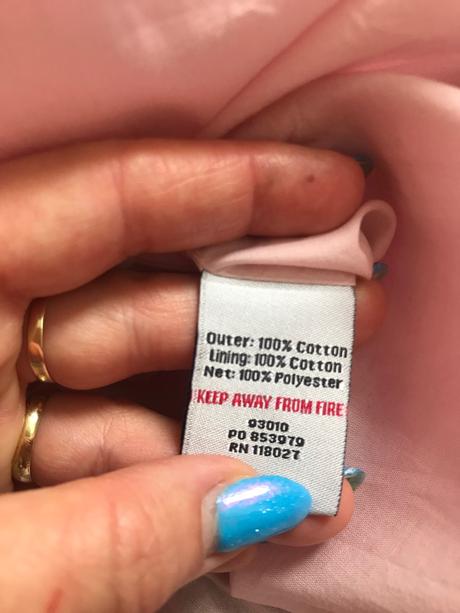 Outer: 100% Cotton
Lining: 100% Cotton
Net: 100% Polyester
KEEP AWAY FROM FIRE
93010
PO 853979
RN 118027